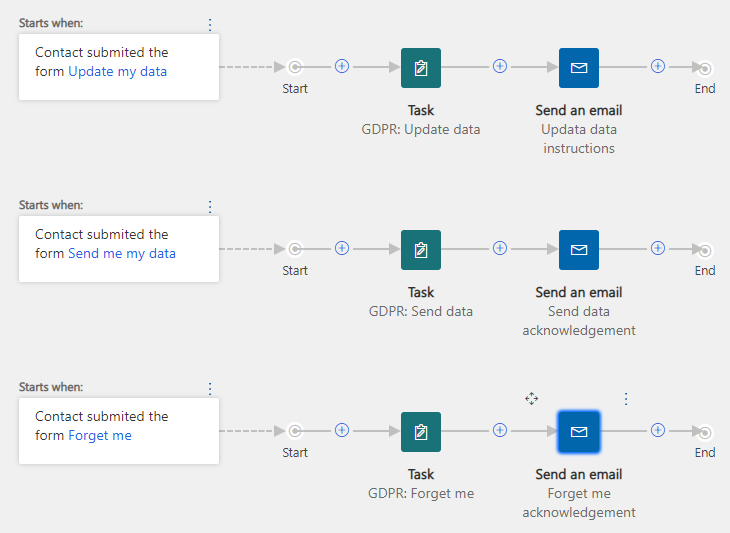 Starts when:
Contact submited the
form Update my data
Start
Task
GDPR: Update data
Send an email
Updata data
instructions
End
Starts when:
Contact submited the
form Send me my data
Start
Task
GDPR: Send data
Send an email
Send data
acknowledgement
End
Starts when:
Contact submited the
form Forget me
Start
Task
GDPR: Forget me
Send an email
Forget me
acknowledgement
End